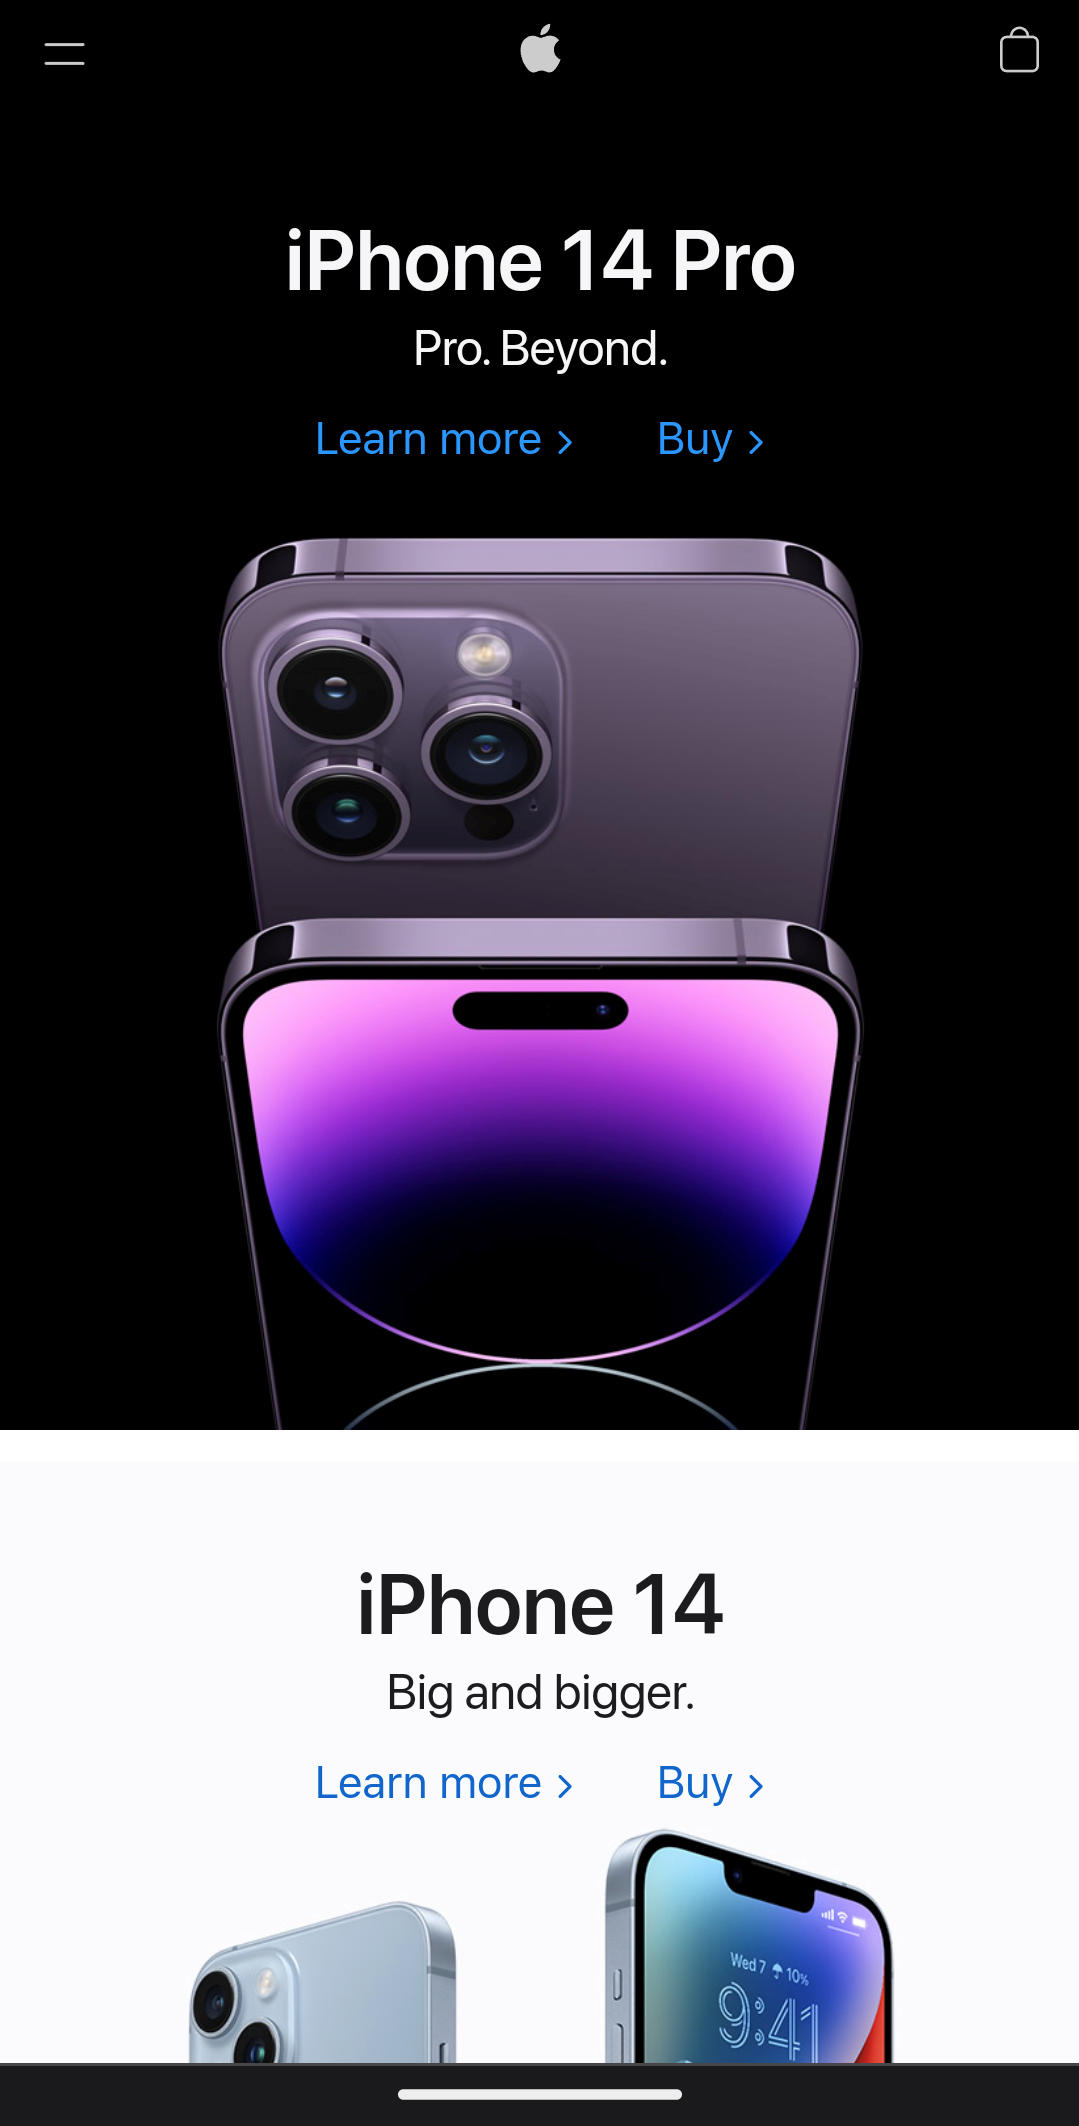 iPhone 14 Pro
Pro. Beyond.
Learn more > Buy >
iPhone 14
Big and bigger.
Learn more > Buy >
Wed 7 10%
9:41